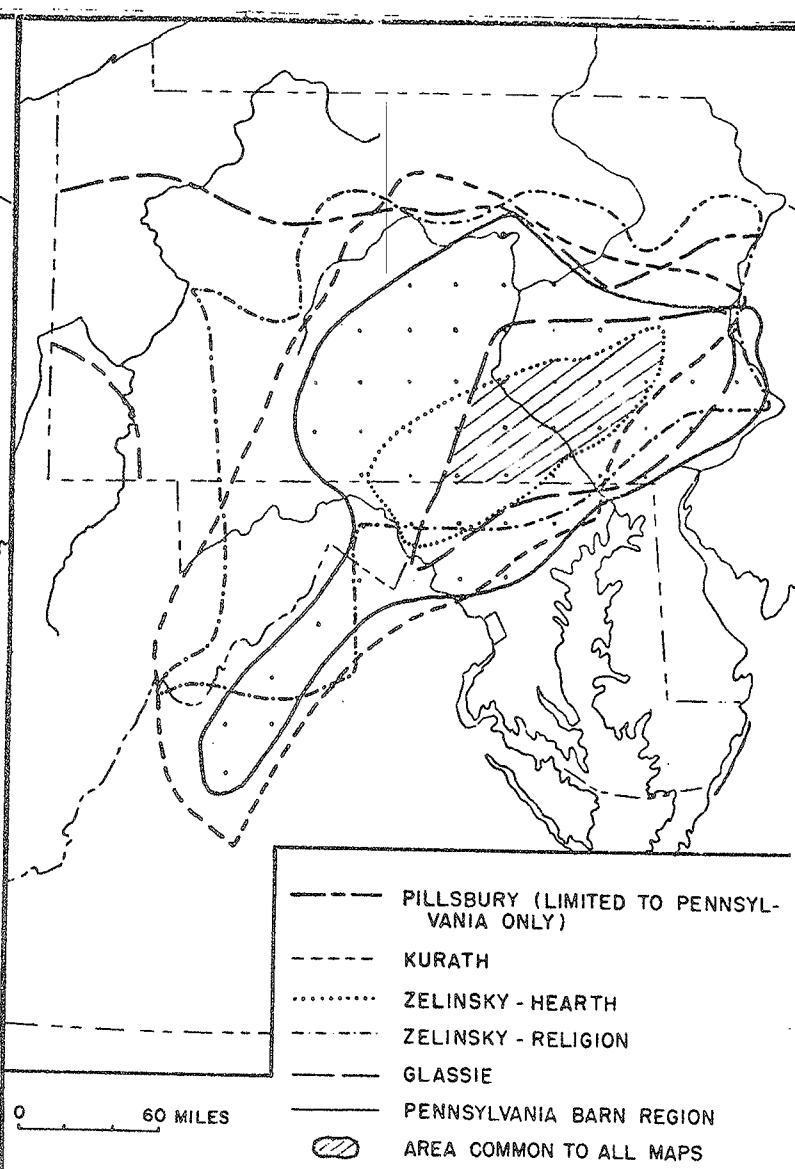 PILLSBURY (LIMITED TO PENNSYL-
VANIA ONLY)
KURATH
ZELINSKY - HEARTH
ZELINSKY - RELIGION
GLASSIE
PENNSYLVANIA BARN REGION
AREA COMMON TO ALL MAPS
0 60 MILES